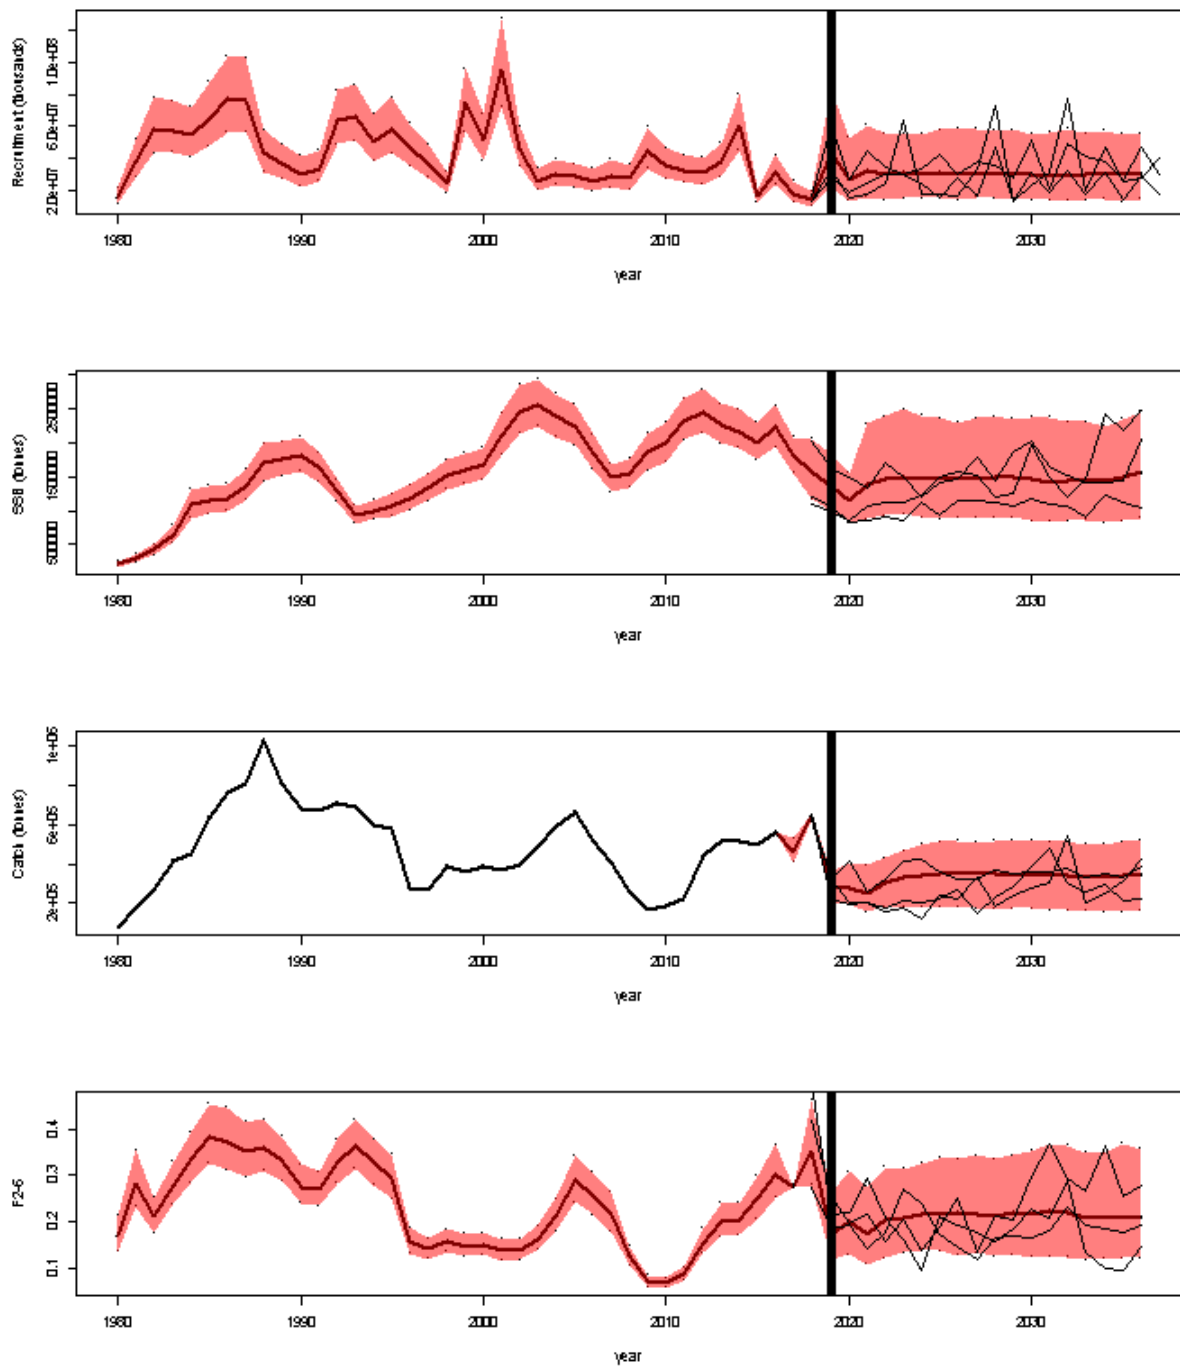 Recruitment (thousands)
2.0e+07 6.0e+07 1.0e+08
1980 1990 2000 2010 2020 2030
year
SSB (tonnes)
500000 1500000 2500000
1980 1990 2000 2010 2020 2030
year
Catch (tonnes)
2e+05 6e+05 1e+06
1980 1990 2000 2010 2020 2030
year
F2-6
0.1 0.2 0.3 0.4
1980 1990 2000 2010 2020 2030
year